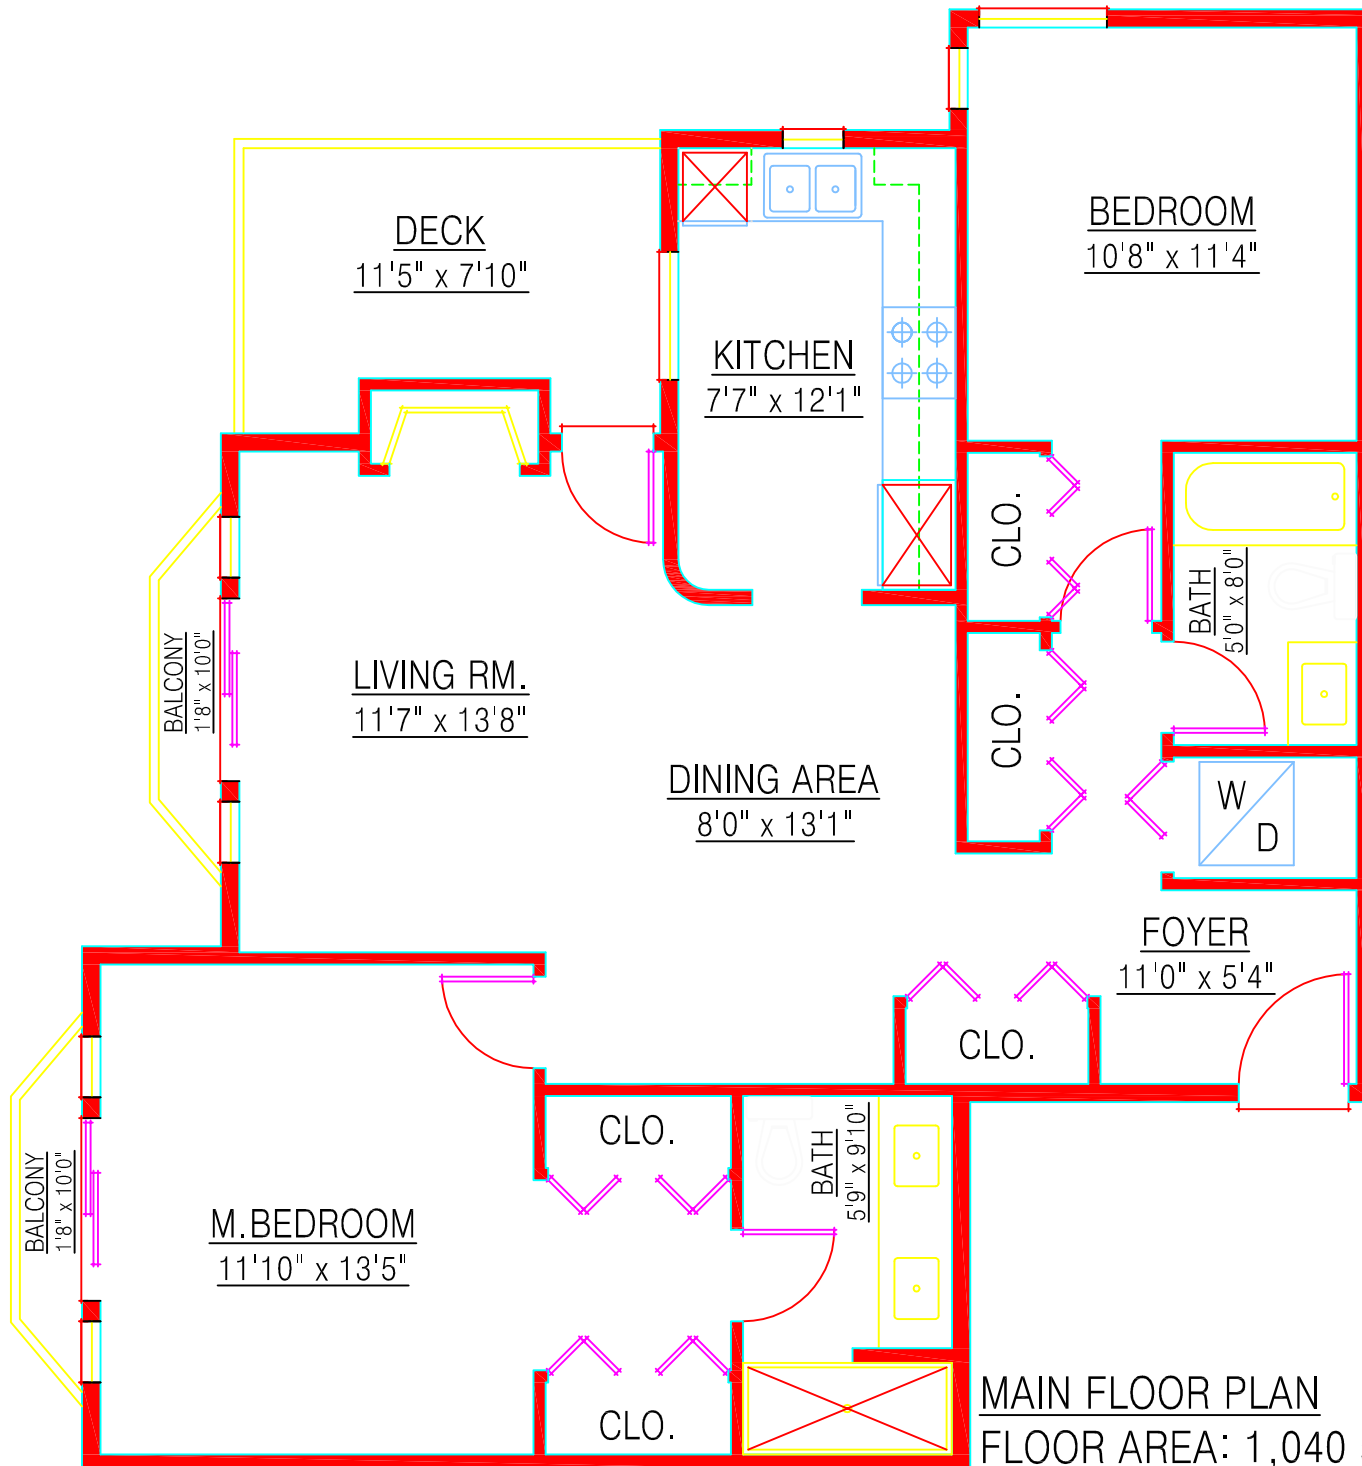 DECK
11'5" x 7'10"
BEDROOM
10'8" x 11'4"
KITCHEN
7'7" x 12'1"
CLO.
BATH
5'0" x 8'0"
BALCONY
1'8" x 10'0"
LIVING RM.
11'7" x 13'8"
CLO.
DINING AREA
8'0" x 13'1"
W
D
FOYER
11'0" x 5'4"
CLO.
CLO.
BATH
5'9" x 9'10"
BALCONY
1'8" x 10'0"
M.BEDROOM
11'10" x 13'5"
CLO.
MAIN FLOOR PLAN
FLOOR AREA: 1,040